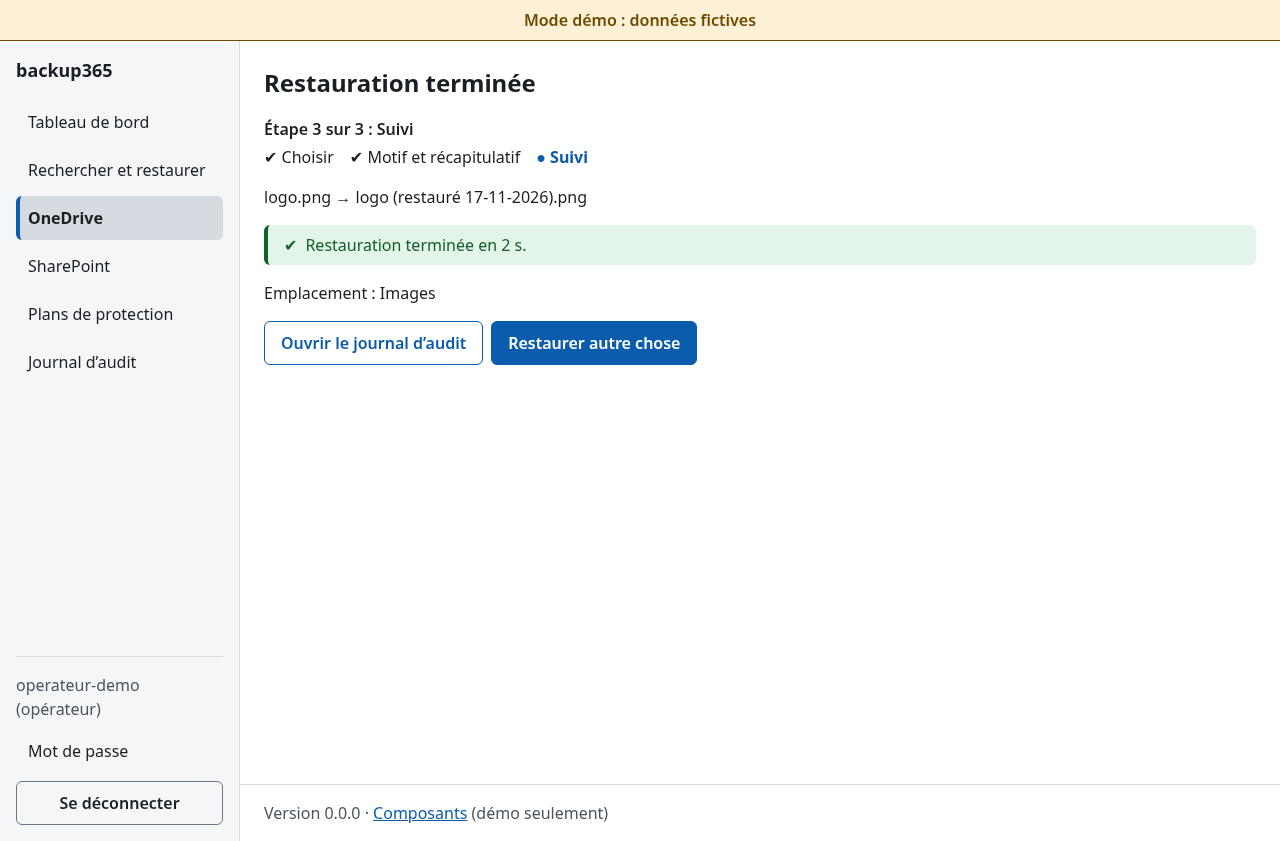 Mode démo : données fictives
backup365
Tableau de bord
Rechercher et restaurer
OneDrive
SharePoint
Plans de protection
Journal d’audit
operateur-demo
(opérateur)
Mot de passe
Se déconnecter
Restauration terminée
Étape 3 sur 3 : Suivi
✔ Choisir ✔ Motif et récapitulatif ● Suivi
logo.png → logo (restauré 17-11-2026).png
✔ Restauration terminée en 2 s.
Emplacement : Images
Ouvrir le journal d’audit Restaurer autre chose
Version 0.0.0 · Composants (démo seulement)